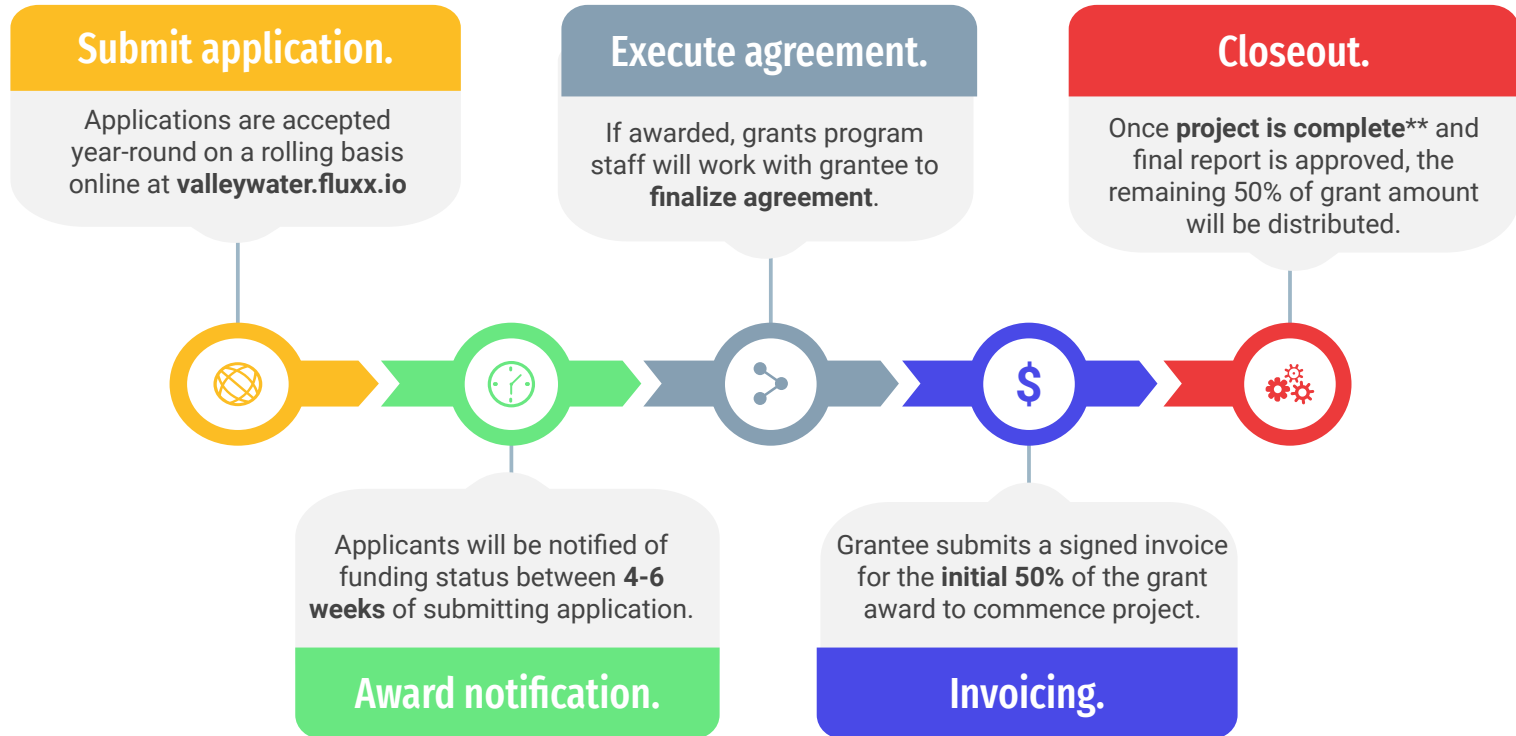 Submit application.
Applications are accepted
year-round on a rolling basis
online at valleywater.fluxx.io
Execute agreement.
If awarded, grants program
staff will work with grantee to
finalize agreement.
Closeout.
Once project is complete** and
final report is approved, the
remaining 50% of grant amount
will be distributed.
$
Applicants will be notified of
funding status between 4-6
weeks of submitting application.
Award notification.
Grantee submits a signed invoice
for the initial 50% of the grant
award to commence project.
Invoicing.